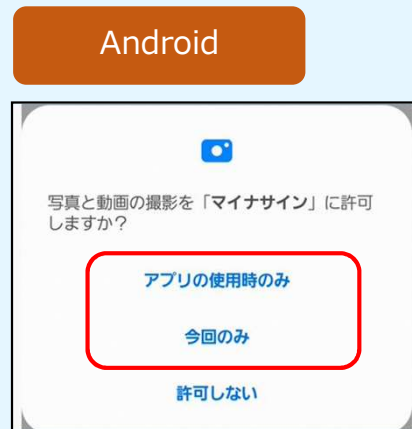 Android
写真と動画の撮影を「マイナサイン」に許可
しますか？
アプリの使用時のみ
今回のみ
許可しない